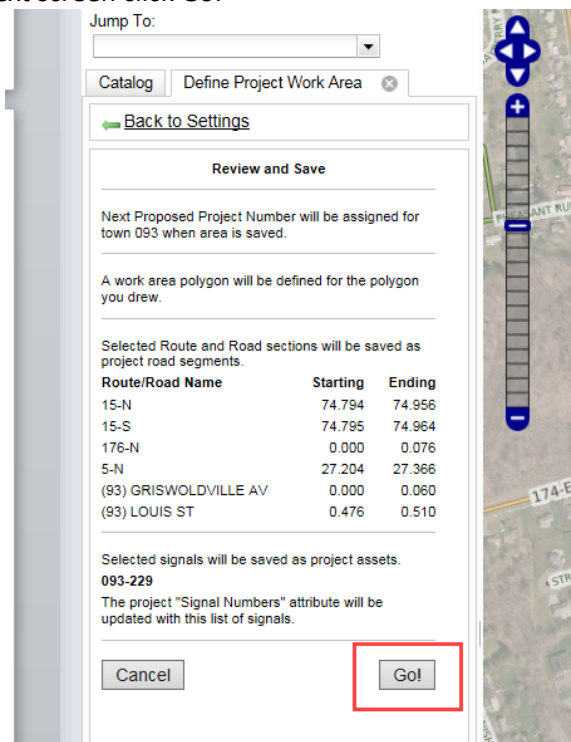 ent screen click Go!
Jump To:
Catalog Define Project Work Area
Back to Settings
Review and Save
Next Proposed Project Number will be assigned for
town 093 when area is saved.
A work area polygon will be defined for the polygon
you drew.
Selected Route and Road sections will be saved as
project road segments.
Route/Road Name Starting Ending
15-N 74.794 74.956
15-S 74.795 74.964
176-N 0.000 0.076
5-N 27.204 27.366
(93) GRISWOLDVILLE AV 0.000 0.060
(93) LOUIS ST 0.476 0.510
Selected signals will be saved as project assets.
093-229
The project "Signal Numbers" attribute will be
updated with this list of signals.
Cancel Go!
174-E